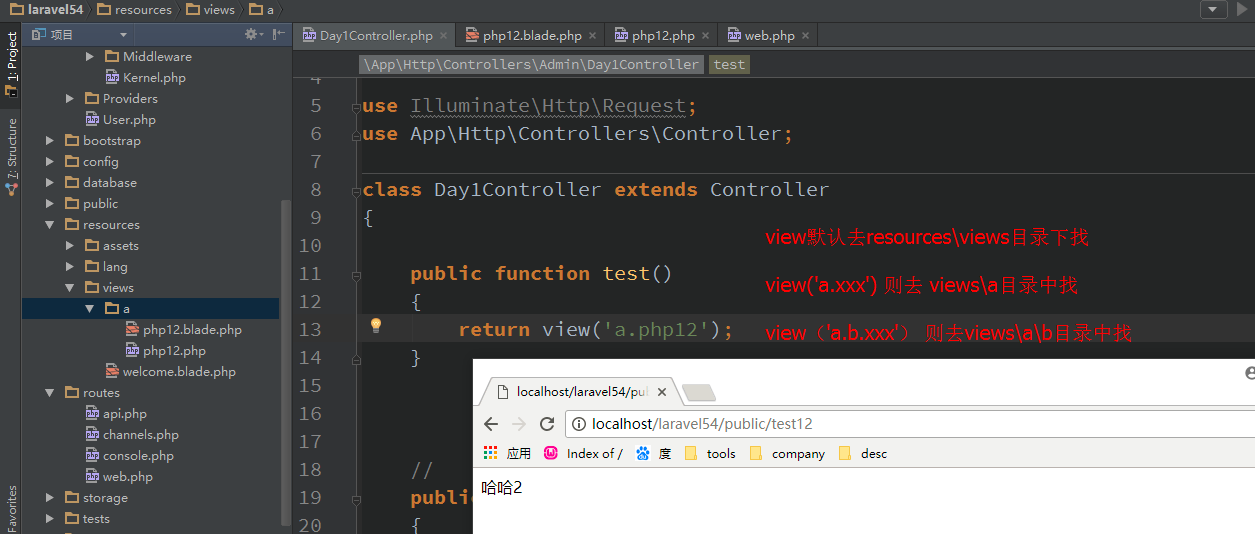 laravel54 resources views a
项目
1: Project
7: Structure
Favorites
Middleware
Kernel.php
Providers
User.php
bootstrap
config
database
public
resources
assets
lang
views
a
php12.blade.php
php12.php
welcome.blade.php
routes
api.php
channels.php
console.php
web.php
storage
tests
Day1Controller.php php12.blade.php php12.php web.php
\App\Http\Controllers\Admin\Day1Controller test
4
5 use Illuminate\Http\Request;
6 use App\Http\Controllers\Controller;
7
8 class Day1Controller extends Controller
9 {
10
11 public function test()
12 {
13 return view('a.php12');
14 }
15
16
17
18 //
19 public
20 {
view默认去resources\views目录下找
view('a.xxx') 则去 views\a目录中找
view（'a.b.xxx'） 则去views\a\b目录中找
localhost/laravel54/pul
localhost/laravel54/public/test12
应用 Index of / 度 tools company desc
哈哈2